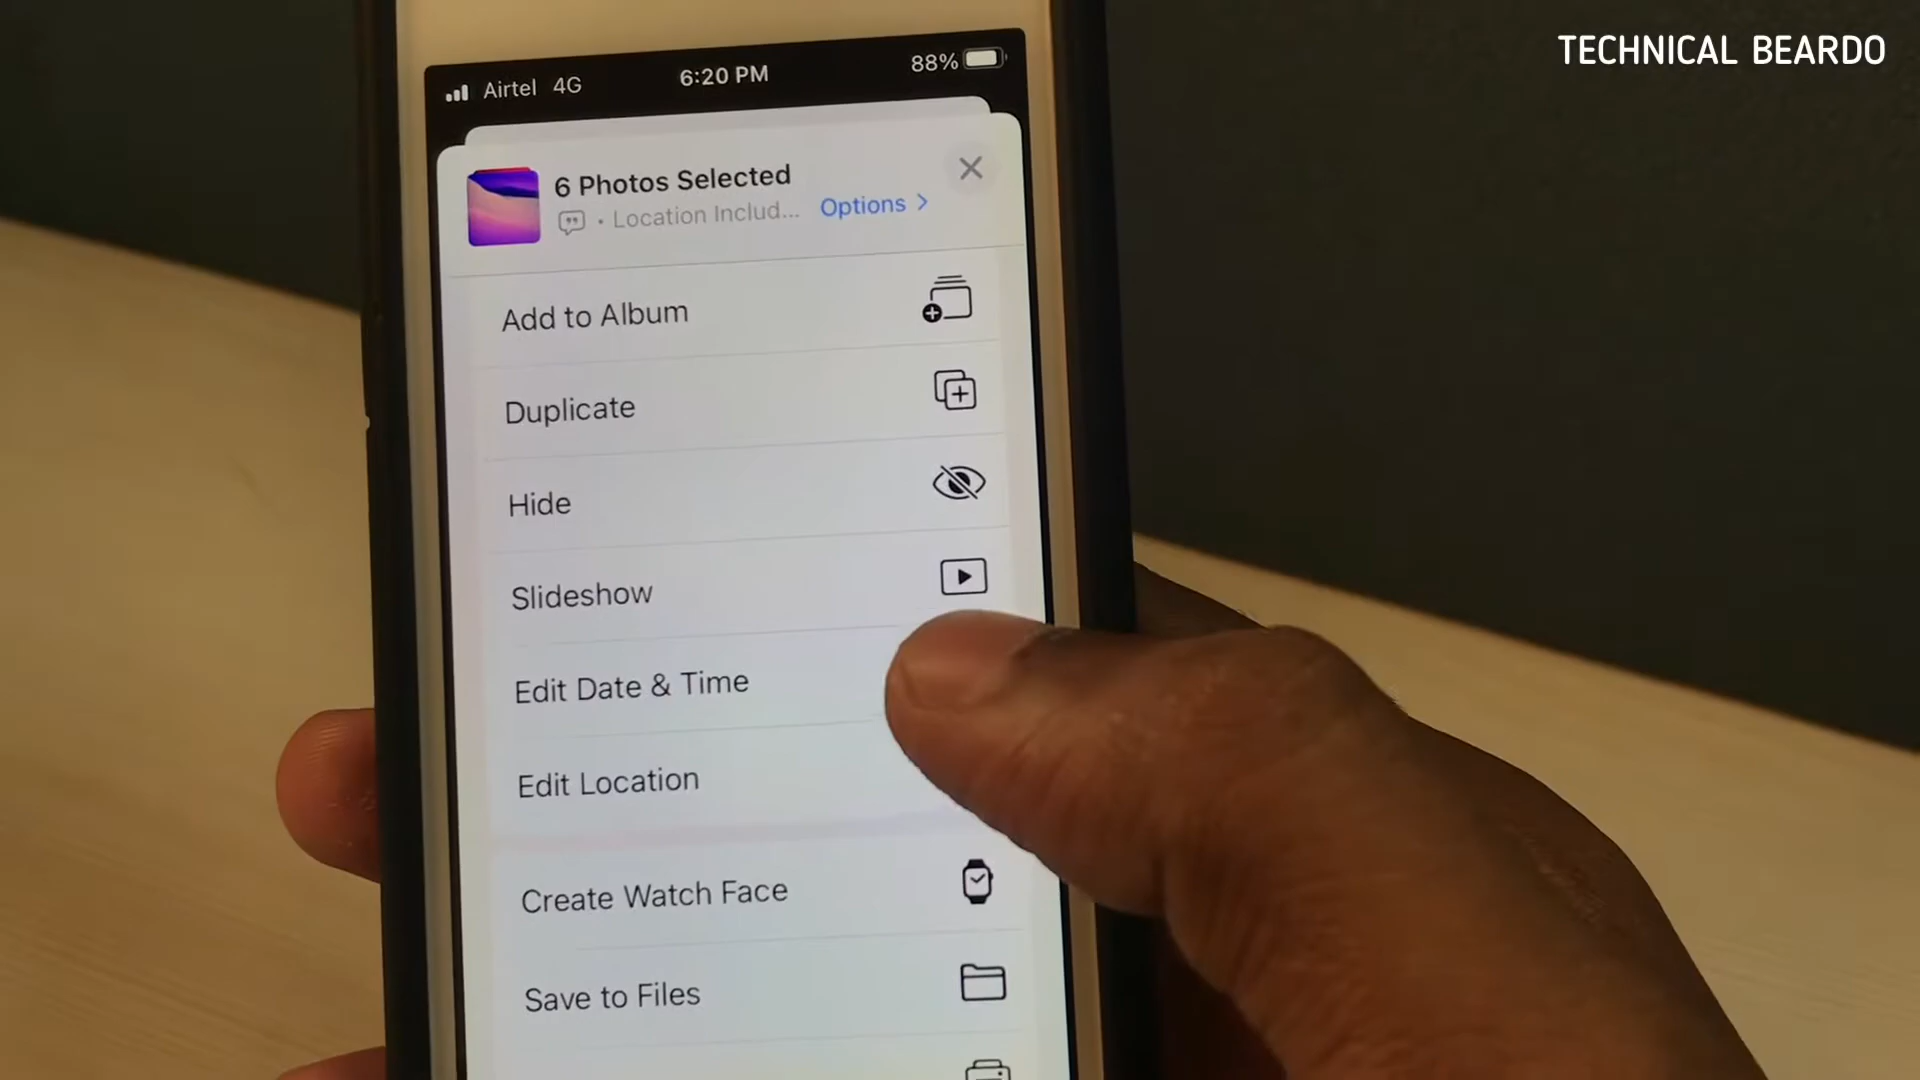 TECHNICAL BEARDO
Airtel 4G 6:20 PM 88%
6 Photos Selected
Location Includ... Options
Add to Album
Duplicate
Hide
Slideshow
Edit Date & Time
Edit Location
Create Watch Face
Save to Files